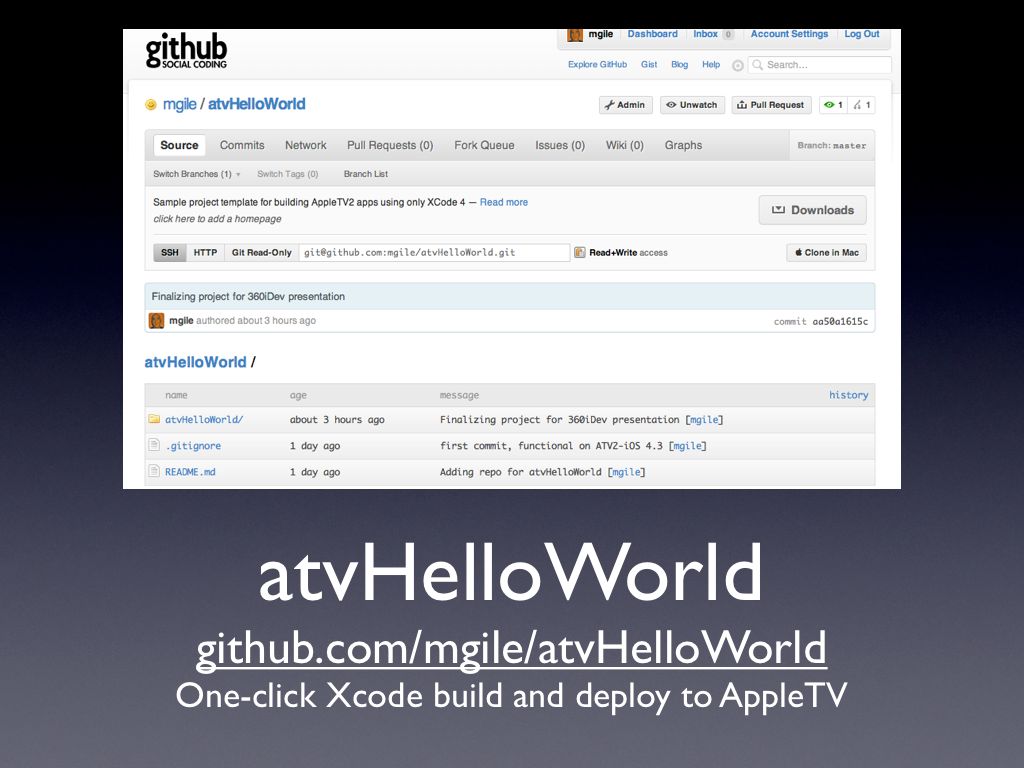 github
SOCIAL CODING
mgile Dashboard Inbox 0 Account Settings Log Out
Explore GitHub Gist Blog Help Search...
mgile / atvHelloWorld Admin Unwatch Pull Request 1 1
Source Commits Network Pull Requests (0) Fork Queue Issues (0) Wiki (0) Graphs Branch: master
Switch Branches (1) Switch Tags (0) Branch List
Sample project template for building AppleTV2 apps using only XCode 4 — Read more
click here to add a homepage
Downloads
SSH HTTP Git Read-Only git@github.com:mgile/atvHelloWorld.git Read+Write access Clone in Mac
Finalizing project for 360iDev presentation
mgile authored about 3 hours ago commit aa50a1615c
atvHelloWorld /
name age message history
atvHelloWorld/ about 3 hours ago Finalizing project for 360iDev presentation [mgile]
.gitignore 1 day ago first commit, functional on ATV2-iOS 4.3 [mgile]
README.md 1 day ago Adding repo for atvHelloWorld [mgile]
atvHelloWorld
github.com/mgile/atvHelloWorld
One-click Xcode build and deploy to AppleTV